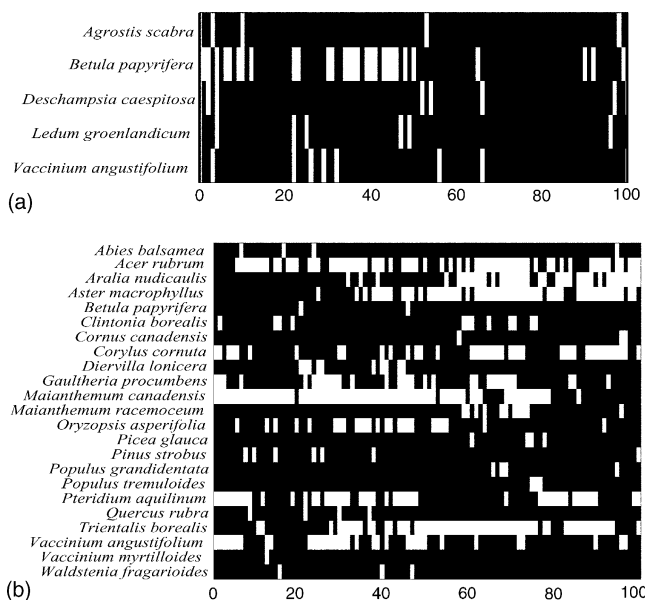 Agrostis scabra
Betula papyrifera
Deschampsia caespitosa
Ledum groenlandicum
Vaccinium angustifolium
(a)
0 20 40 60 80 100
Abies balsamea
Acer rubrum
Aralia nudicaulis
Aster macrophyllus
Betula papyrifera
Clintonia borealis
Cornus canadensis
Corylus cornuta
Diervilla lonicera
Gaultheria procumbens
Maianthemum canadensis
Maianthemum racemoceum
Oryzopsis asperifolia
Picea glauca
Pinus strobus
Populus grandidentata
Populus tremuloides
Pteridium aquilinum
Quercus rubra
Trientalis borealis
Vaccinium angustifolium
Vaccinium myrtilloides
Waldstenia fragarioides
(b)
0 20 40 60 80 100